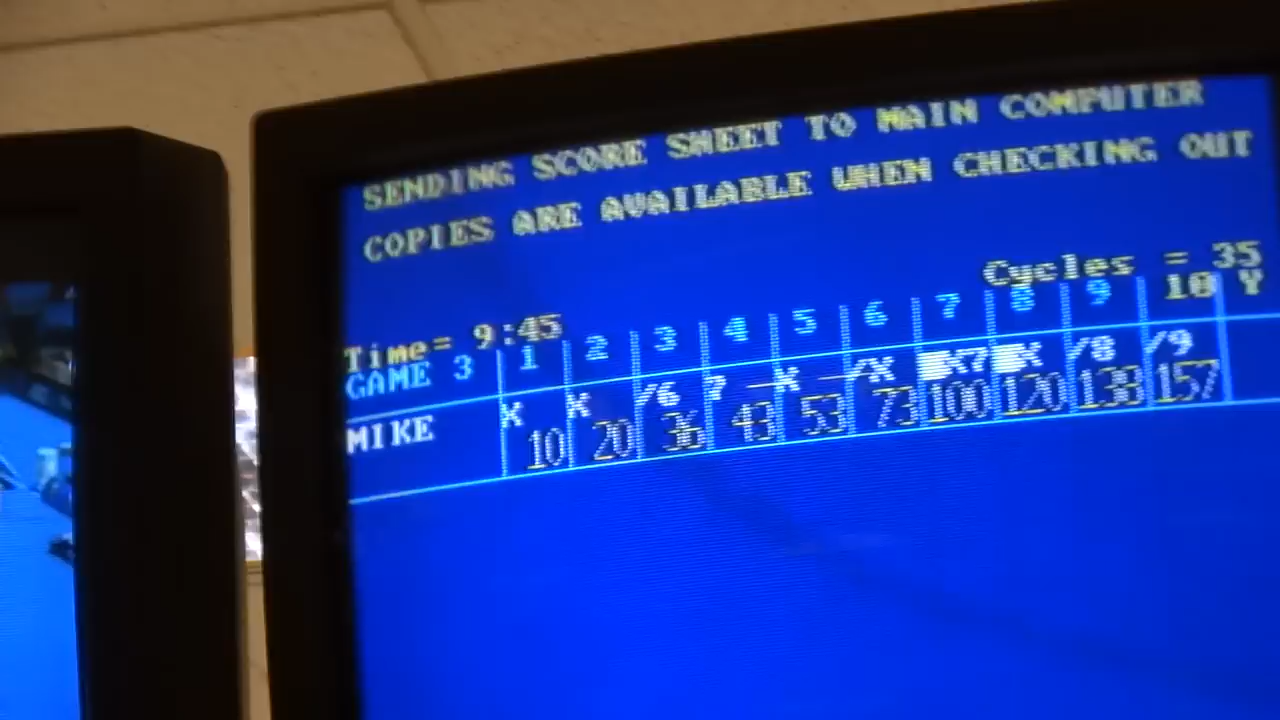 SENDING SCORE SHEET TO MAIN COMPUTER
COPIES ARE AVAILABLE WHEN CHECKING OUT
Cycles = 35
Time= 9:45
GAME 3 1 2 3 4 5 6 7 8 9 10 Y
X X /6 7 –X –/X X7 X /8 /9
MIKE 10 20 36 43 53 73 100 120 138 157